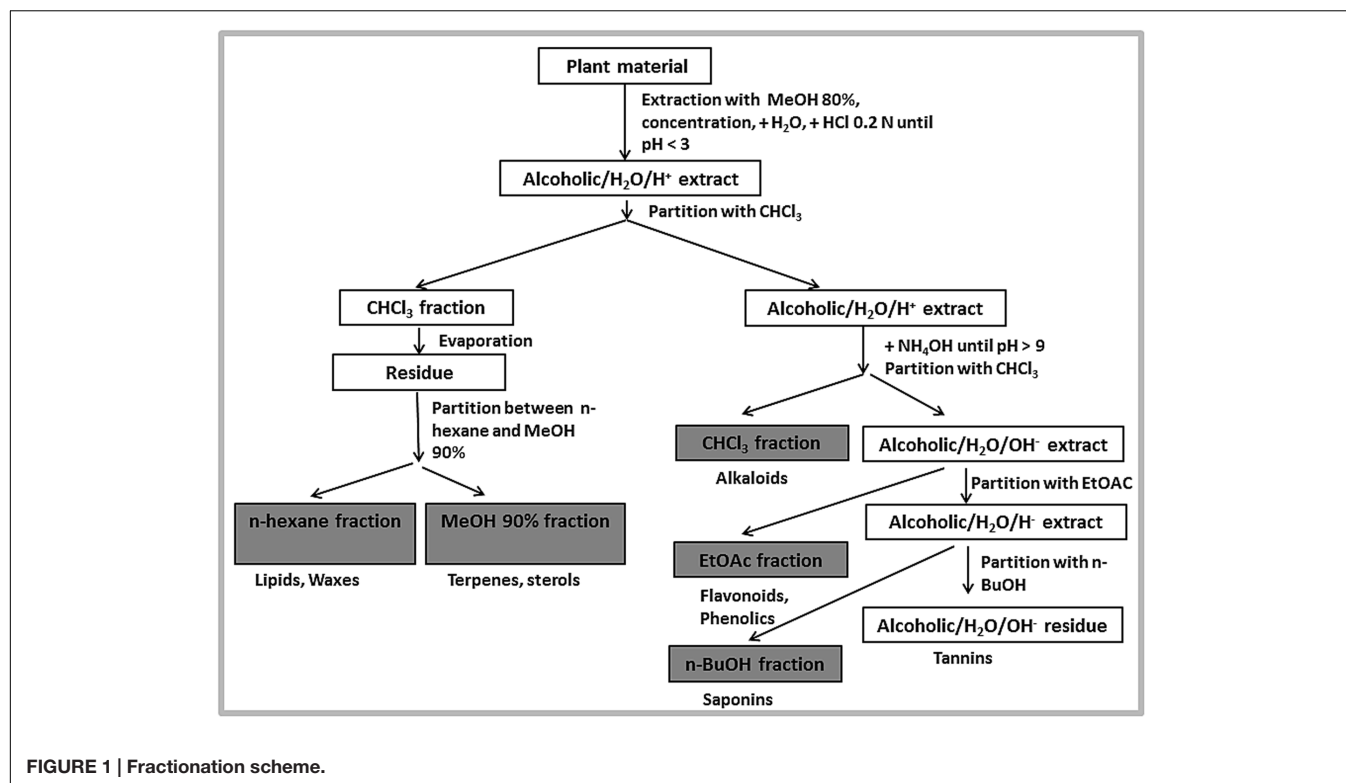 Plant material
Extraction with MeOH 80%,
concentration, + H₂O, + HCl 0.2 N until
pH < 3
Alcoholic/H₂O/H⁺ extract
Partition with CHCl₃
CHCl₃ fraction
Evaporation
Residue
Partition between n-
hexane and MeOH
90%
n-hexane fraction
Lipids, Waxes
MeOH 90% fraction
Terpenes, sterols
Alcoholic/H₂O/H⁺ extract
+ NH₄OH until pH > 9
Partition with CHCl₃
CHCl₃ fraction
Alkaloids
Alcoholic/H₂O/OH⁻ extract
Partition with EtOAC
EtOAc fraction
Flavonoids,
Phenolics
Alcoholic/H₂O/H⁻ extract
Partition with n-
BuOH
n-BuOH fraction
Saponins
Alcoholic/H₂O/OH⁻ residue
Tannins
FIGURE 1 | Fractionation scheme.